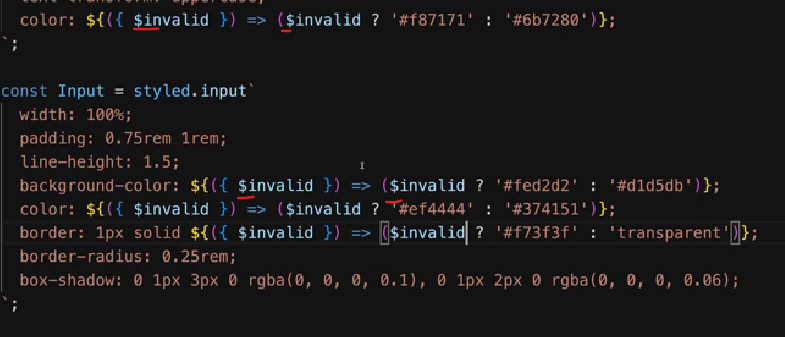 text-transform: uppercase;
color: ${({ $invalid }) => ($invalid ? '#f87171' : '#6b7280')};
`;
const Input = styled.input`
width: 100%;
padding: 0.75rem 1rem;
line-height: 1.5;
background-color: ${({ $invalid }) => ($invalid ? '#fed2d2' : '#d1d5db')};
color: ${({ $invalid }) => ($invalid ? '#ef4444' : '#374151')};
border: 1px solid ${({ $invalid }) => ($invalid ? '#f73f3f' : 'transparent')};
border-radius: 0.25rem;
box-shadow: 0 1px 3px 0 rgba(0, 0, 0, 0.1), 0 1px 2px 0 rgba(0, 0, 0, 0.06);
`;